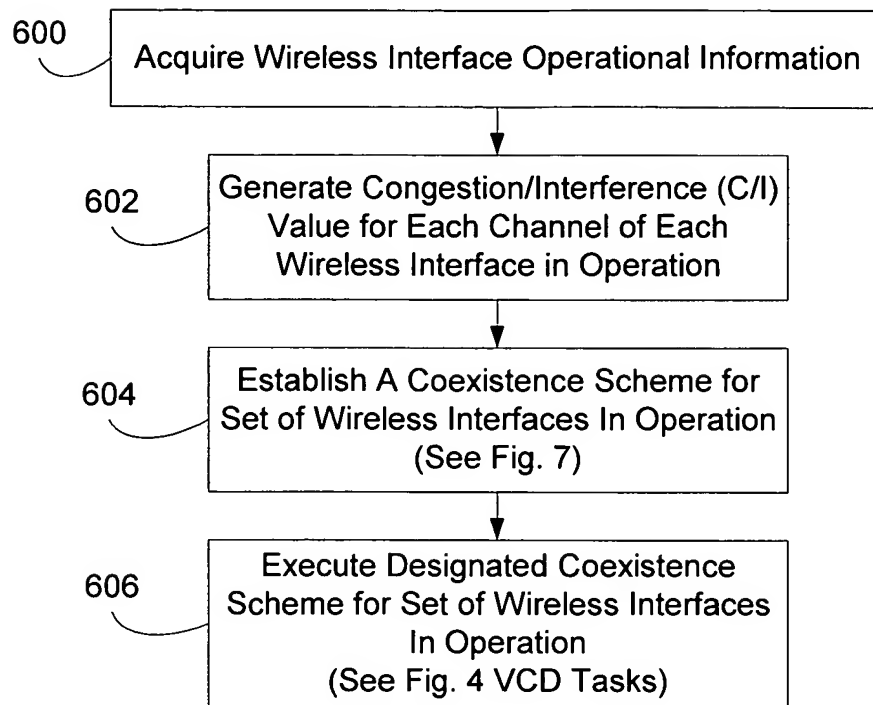 600
Acquire Wireless Interface Operational Information
602
Generate Congestion/Interference (C/I)
Value for Each Channel of Each
Wireless Interface in Operation
604
Establish A Coexistence Scheme for
Set of Wireless Interfaces In Operation
(See Fig. 7)
606
Execute Designated Coexistence
Scheme for Set of Wireless Interfaces
In Operation
(See Fig. 4 VCD Tasks)